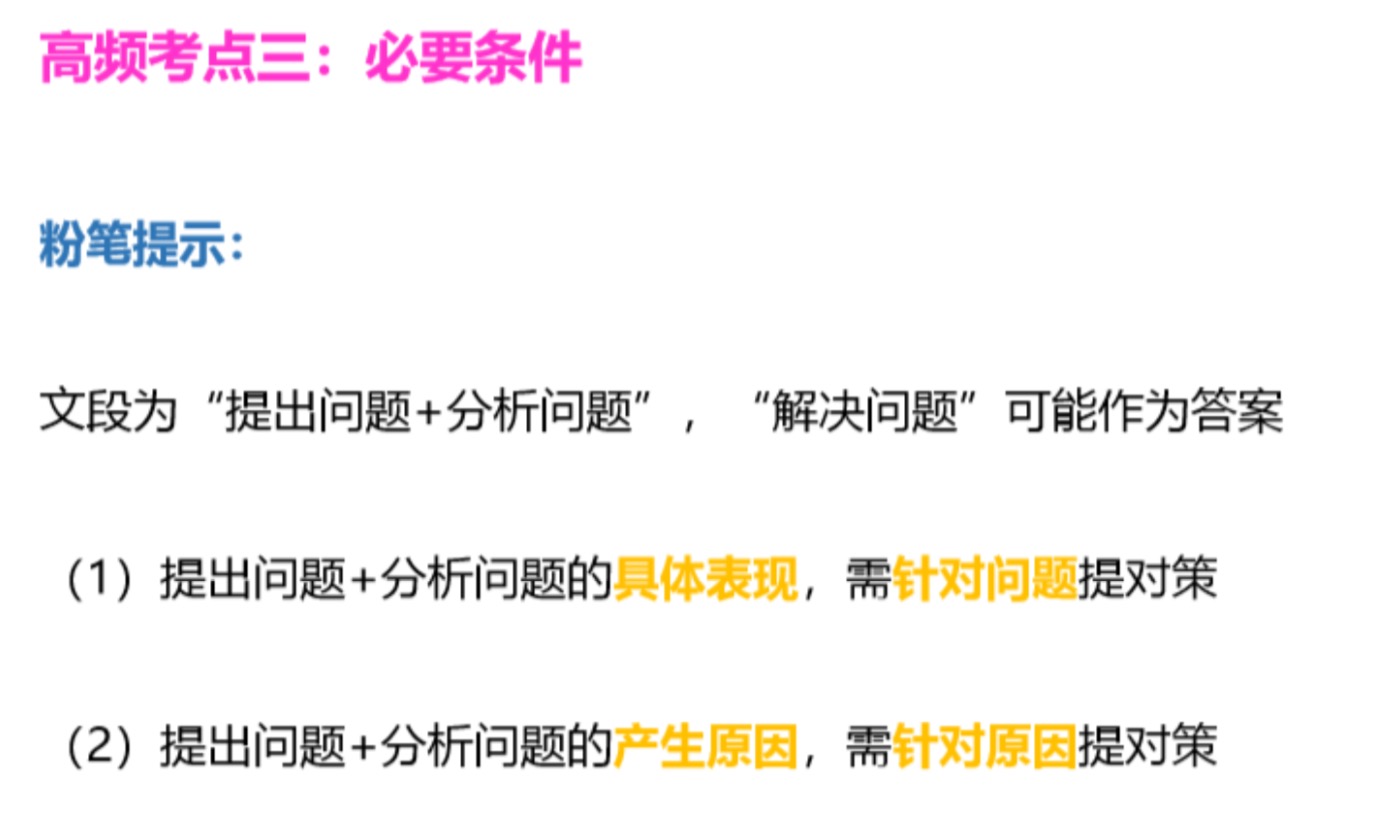 高频考点三：必要条件
粉笔提示：
文段为“提出问题+分析问题”，“解决问题”可能作为答案
（1）提出问题+分析问题的具体表现，需针对问题提对策
（2）提出问题+分析问题的产生原因，需针对原因提对策